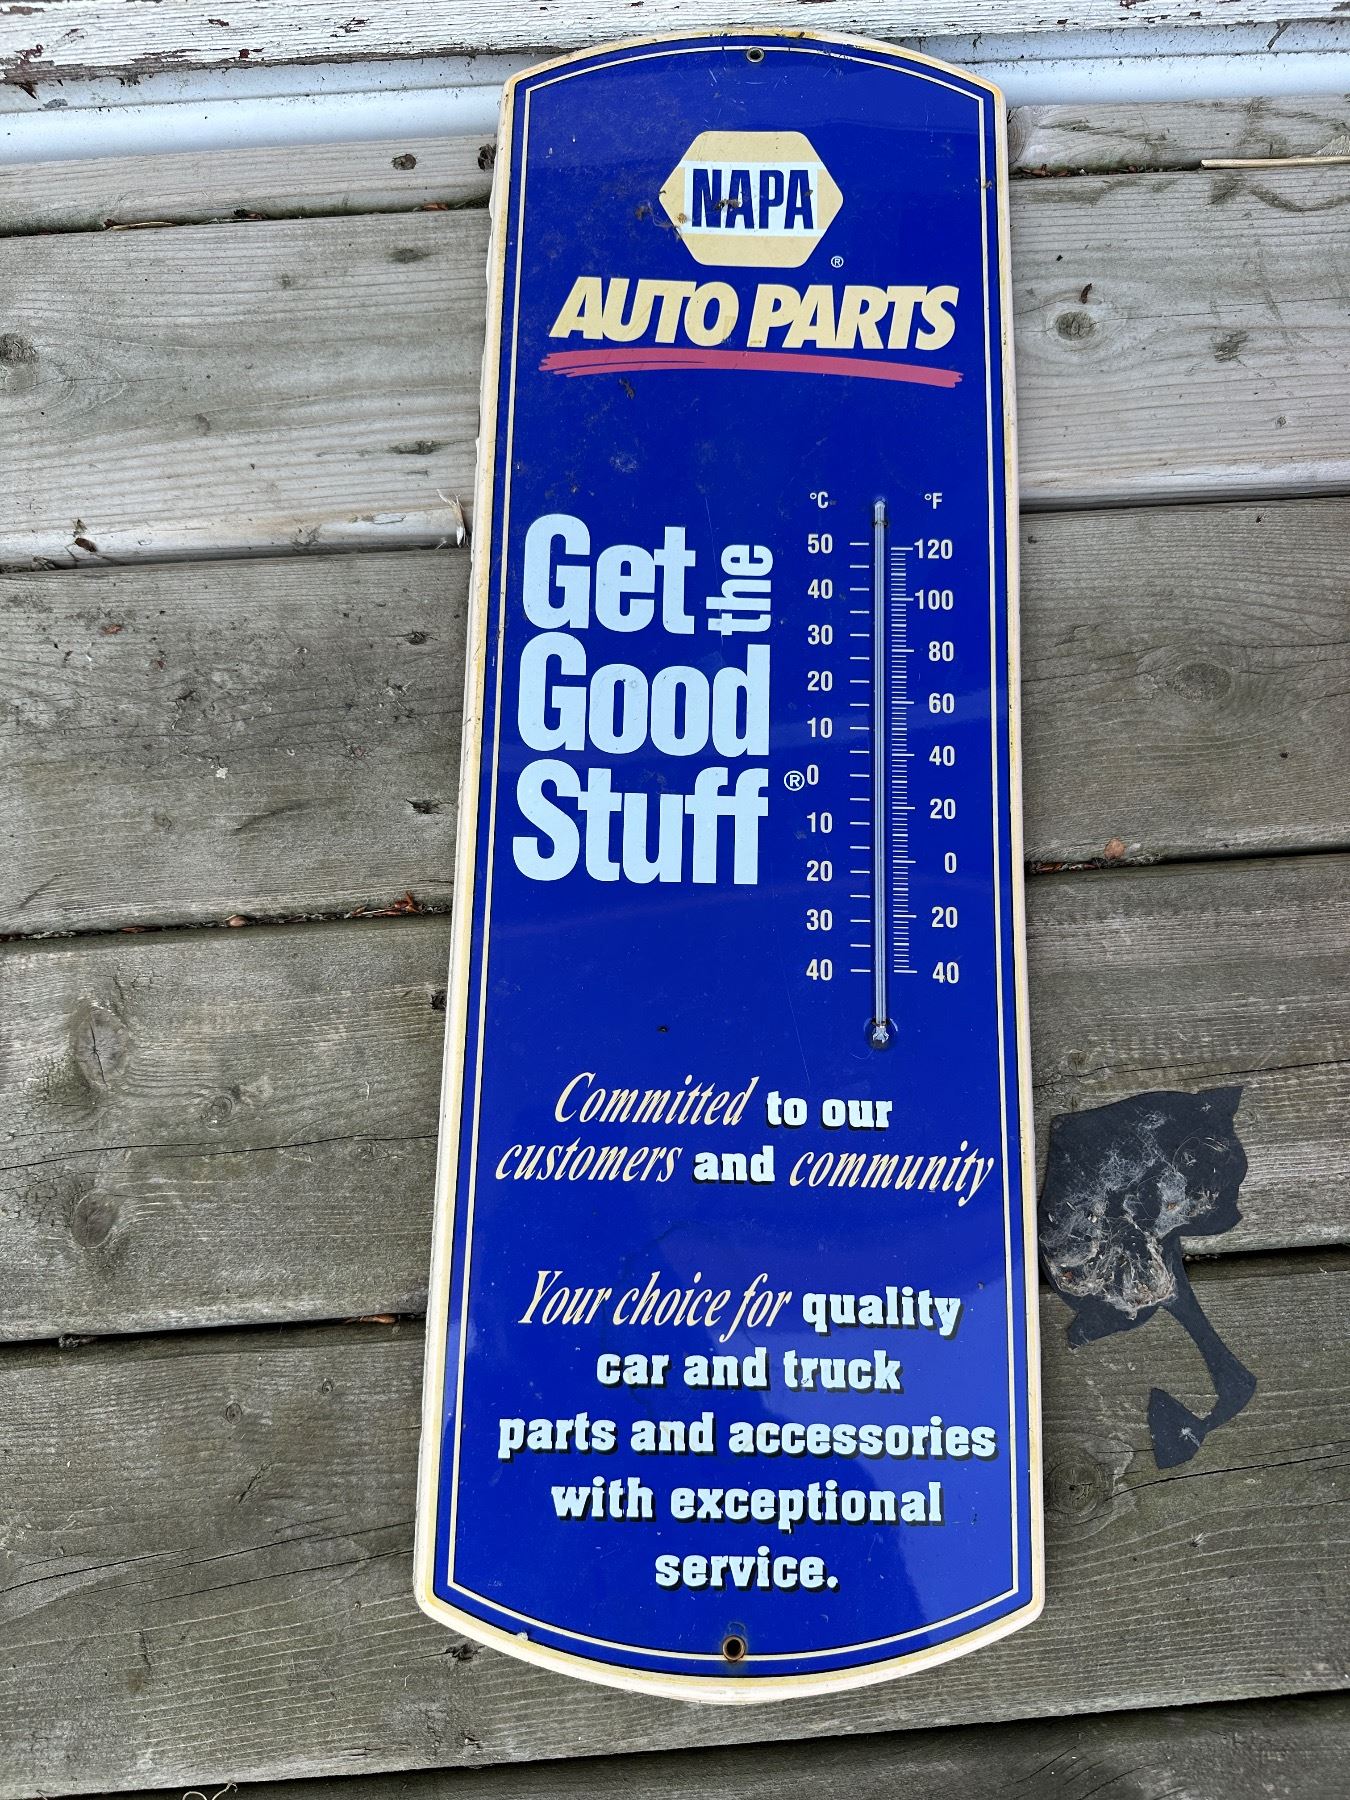 NAPA
®
AUTO PARTS
°C °F
Get the
Good
Stuff®
50 120
40 100
30 80
20 60
10 40
0 20
10 0
20 20
30 40
40
Committed to our
customers and community
Your choice for quality
car and truck
parts and accessories
with exceptional
service.